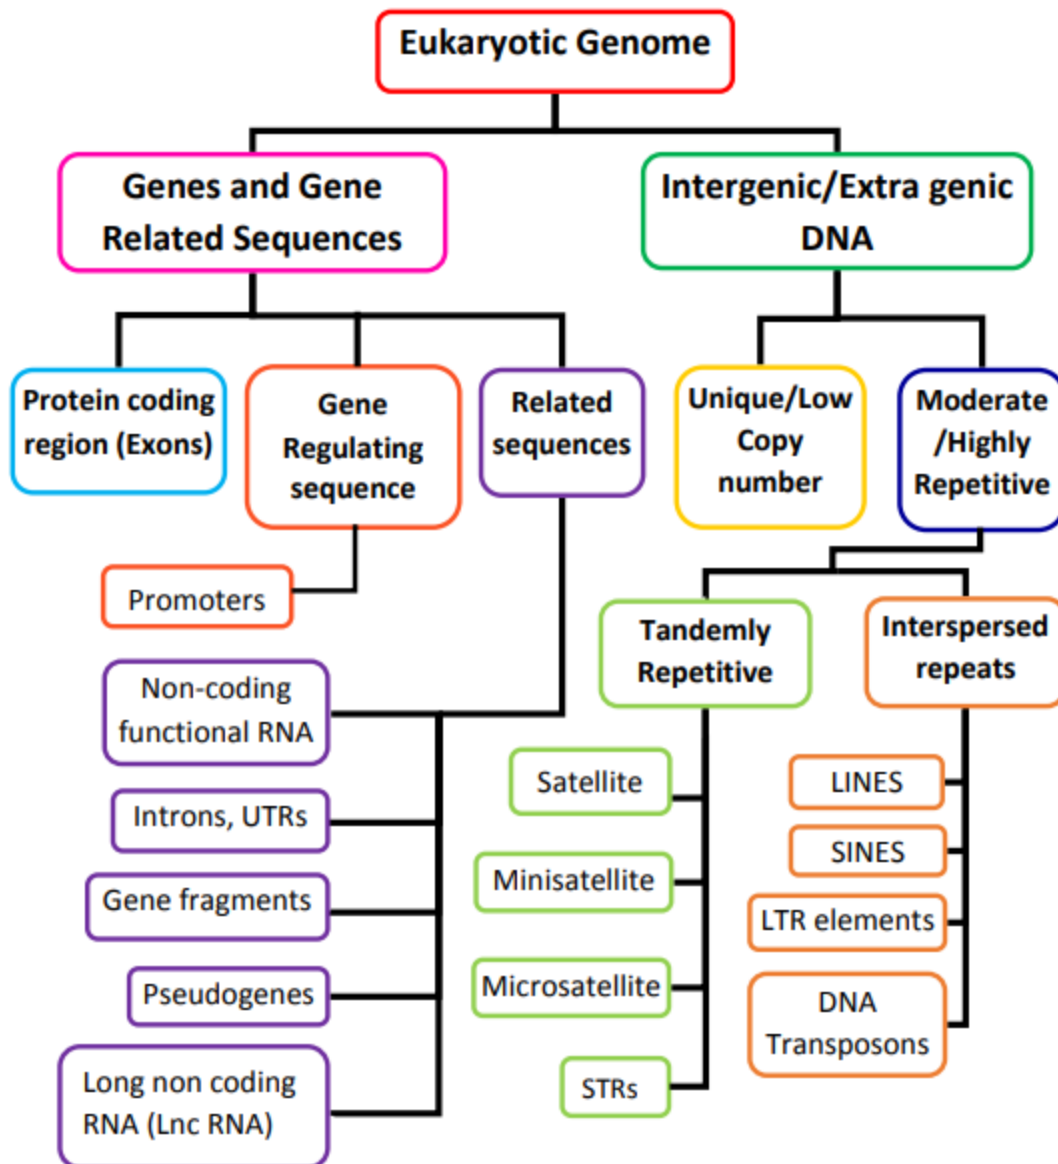 Eukaryotic Genome
Genes and Gene
Related Sequences
Intergenic/Extra genic
DNA
Protein coding
region (Exons)
Gene
Regulating
sequence
Related
sequences
Unique/Low
Copy
number
Moderate
/Highly
Repetitive
Promoters
Non-coding
functional RNA
Introns, UTRs
Gene fragments
Pseudogenes
Long non coding
RNA (Lnc RNA)
Tandemly
Repetitive
Satellite
Minisatellite
Microsatellite
STRs
Interspersed
repeats
LINES
SINES
LTR elements
DNA
Transposons